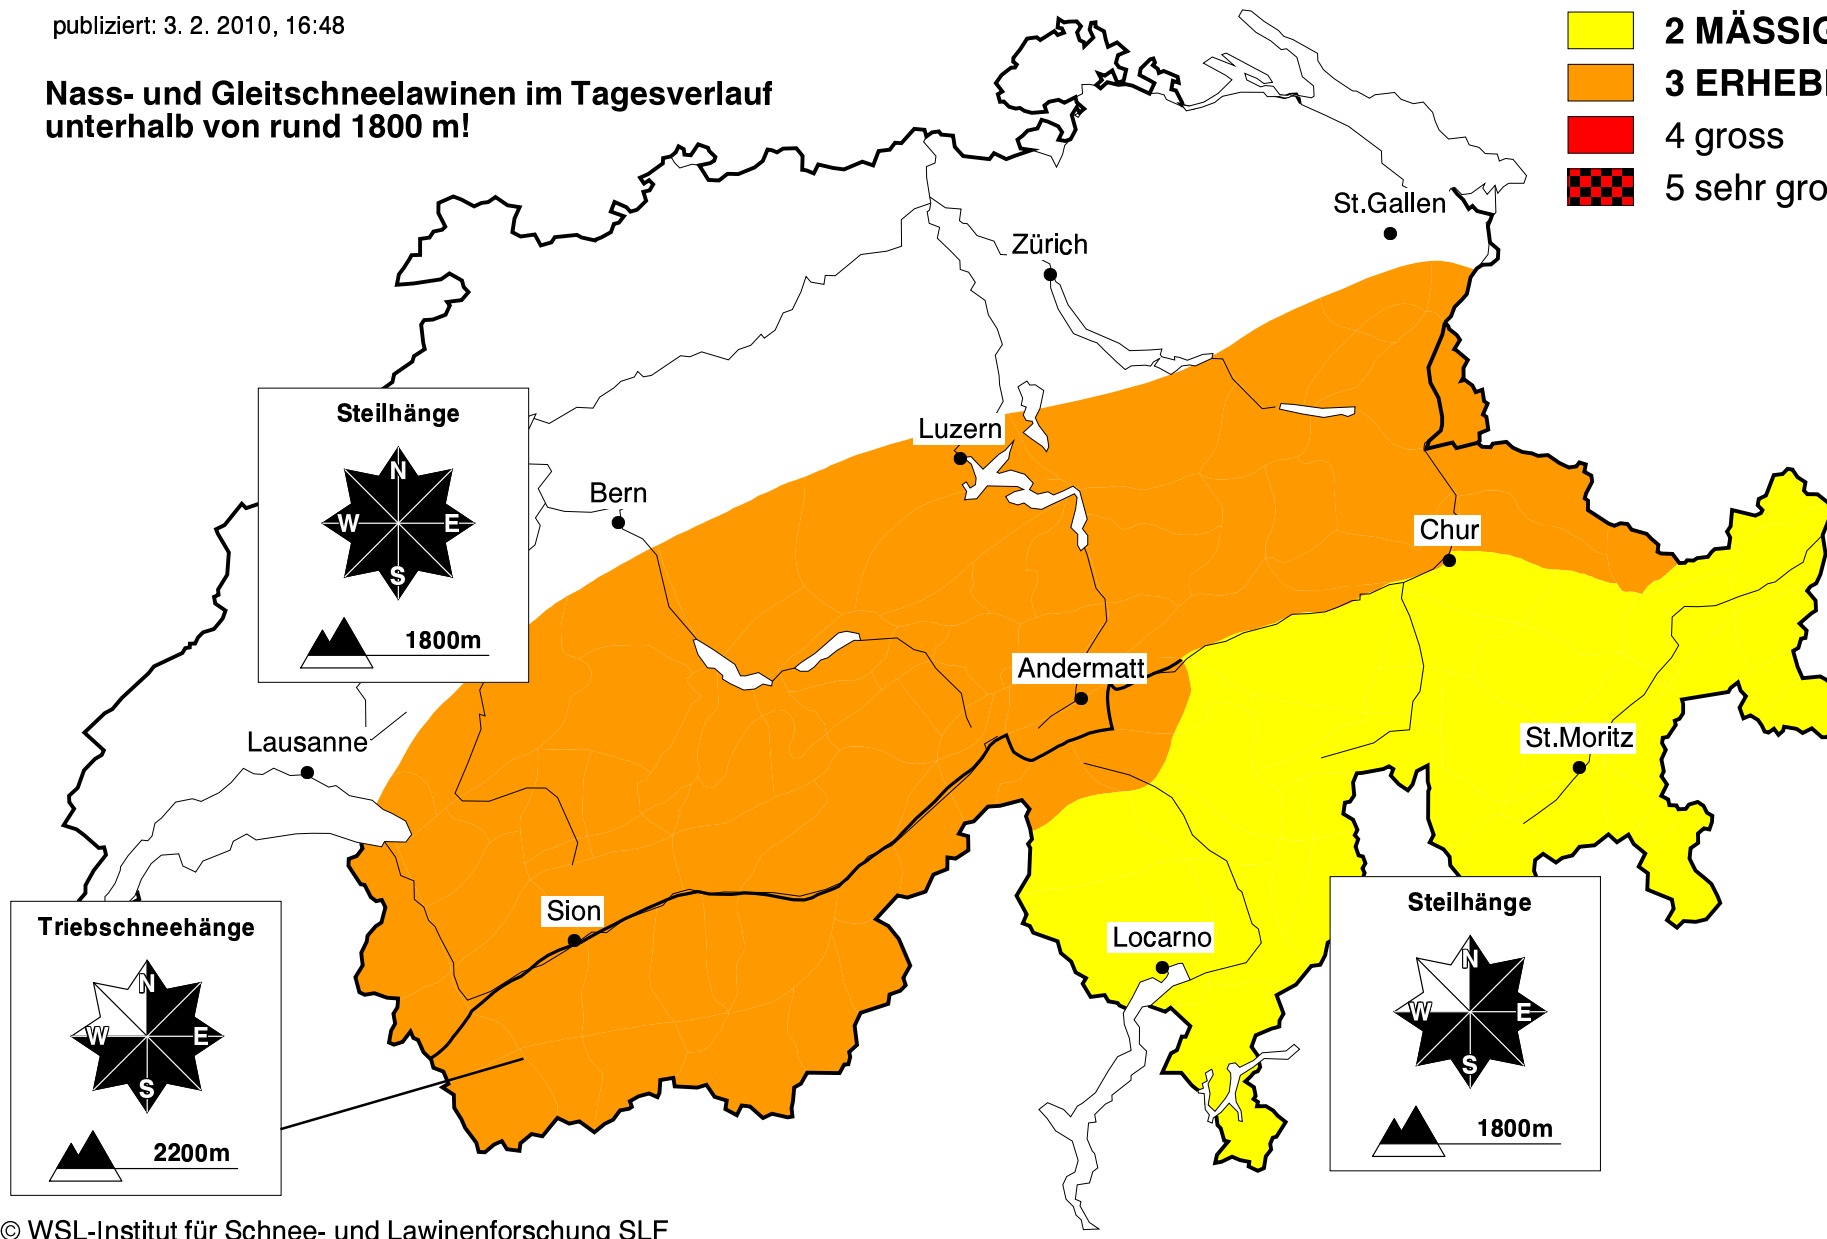 publiziert: 3. 2. 2010, 16:48
Nass- und Gleitschneelawinen im Tagesverlauf
unterhalb von rund 1800 m!
2 MÄSSIG
3 ERHEB
4 gross
5 sehr gro
St.Gallen
Zürich
Steilhänge
N
W
E
S
1800m
Luzern
Bern
Chur
Andermatt
St.Moritz
Lausanne
Sion
Locarno
Triebschneehänge
N
W
E
S
2200m
Steilhänge
N
W
E
S
1800m
© WSL-Institut für Schnee- und Lawinenforschung SLF